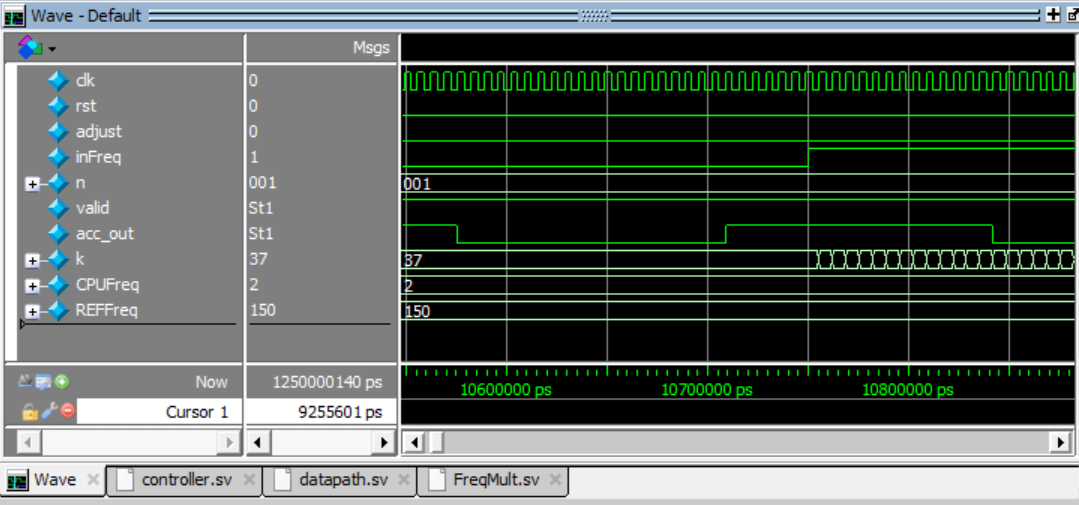 Wave - Default
Msgs
clk 0
rst 0
adjust 0
inFreq 1
n 001 001
valid St1
acc_out St1
k 37 37
CPUFreq 2 2
REFFreq 150 150
Now 1250000140 ps 10600000 ps 10700000 ps 10800000 ps
Cursor 1 9255601 ps
Wave controller.sv datapath.sv FreqMult.sv